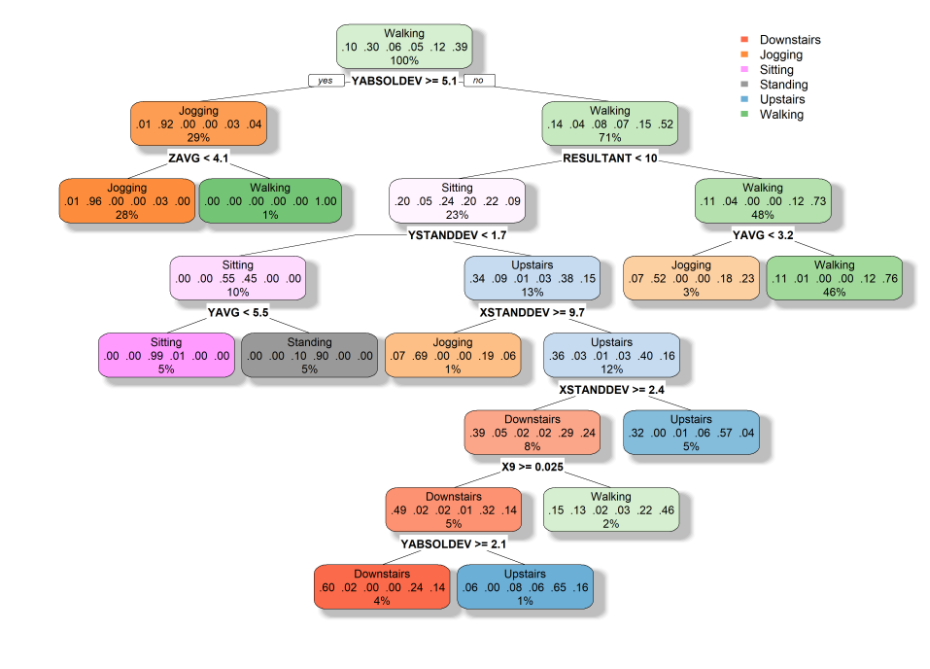 Walking
.10 .30 .06 .05 .12 .39
100%
Downstairs
Jogging
Sitting
Standing
Upstairs
Walking
yes YABSOLDEV >= 5.1 no
Jogging
.01 .92 .00 .00 .03 .04
29%
Walking
.14 .04 .08 .07 .15 .52
71%
ZAVG < 4.1
RESULTANT < 10
Jogging
.01 .96 .00 .00 .03 .00
28%
Walking
.00 .00 .00 .00 .00 1.00
1%
Sitting
.20 .05 .24 .20 .22 .09
23%
Walking
.11 .04 .00 .00 .12 .73
48%
YSTANDDEV < 1.7
YAVG < 3.2
Sitting
.00 .00 .55 .45 .00 .00
10%
Upstairs
.34 .09 .01 .03 .38 .15
13%
Jogging
.07 .52 .00 .00 .18 .23
3%
Walking
.11 .01 .00 .00 .12 .76
46%
YAVG < 5.5
XSTANDDEV >= 9.7
Sitting
.00 .00 .99 .01 .00 .00
5%
Standing
.00 .00 .10 .90 .00 .00
5%
Jogging
.07 .69 .00 .00 .19 .06
1%
Upstairs
.36 .03 .01 .03 .40 .16
12%
XSTANDDEV >= 2.4
Downstairs
.39 .05 .02 .02 .29 .24
8%
Upstairs
.32 .00 .01 .06 .57 .04
5%
X9 >= 0.025
Downstairs
.49 .02 .02 .01 .32 .14
5%
Walking
.15 .13 .02 .03 .22 .46
2%
YABSOLDEV >= 2.1
Downstairs
.60 .02 .00 .00 .24 .14
4%
Upstairs
.06 .00 .08 .06 .65 .16
1%